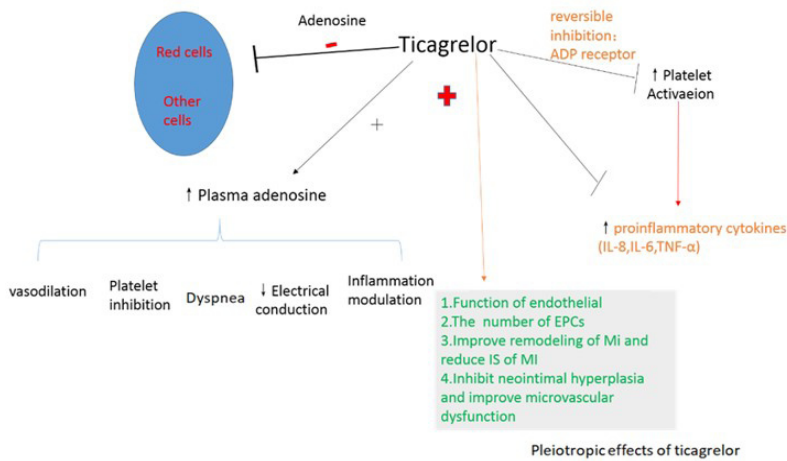 Adenosine
Ticagrelor
reversible
inhibition：
ADP receptor
Red cells
Other
cells
↑ Platelet
Activaeion
+
↑ Plasma adenosine
↑ proinflammatory cytokines
(IL-8,IL-6,TNF-α)
vasodilation
Platelet
inhibition
Dyspnea
↓ Electrical
conduction
Inflammation
modulation
1.Function of endothelial
2.The number of EPCs
3.Improve remodeling of Mi and
reduce IS of MI
4.Inhibit neointimal hyperplasia
and improve microvascular
dysfunction
Pleiotropic effects of ticagrelor